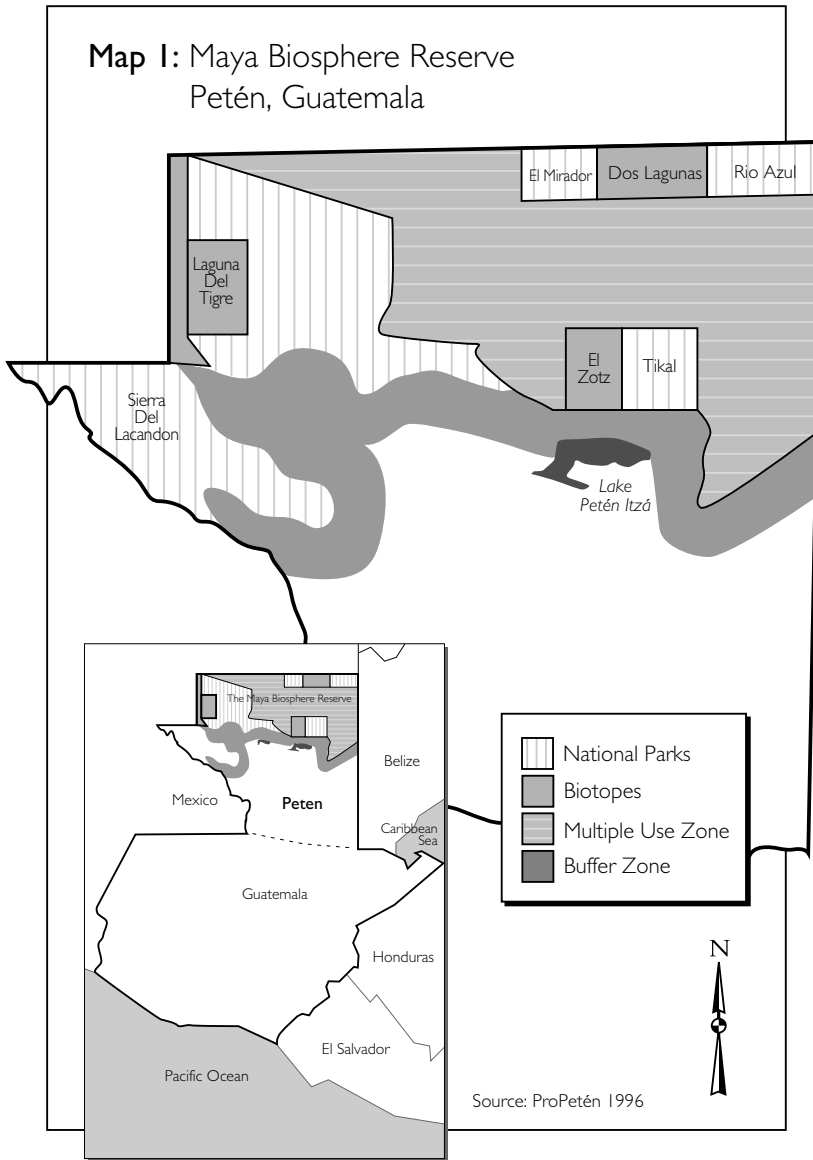 Map 1: Maya Biosphere Reserve
Petén, Guatemala
El Mirador
Dos Lagunas
Rio Azul
Laguna
Del
Tigre
El
Zotz
Tikal
Sierra
Del
Lacandon
Lake
Petén Itzá
The Maya Biosphere Reserve
Belize
Mexico
Peten
Caribbean
Sea
Guatemala
Honduras
El Salvador
Pacific Ocean
National Parks
Biotopes
Multiple Use Zone
Buffer Zone
N
Source: ProPetén 1996